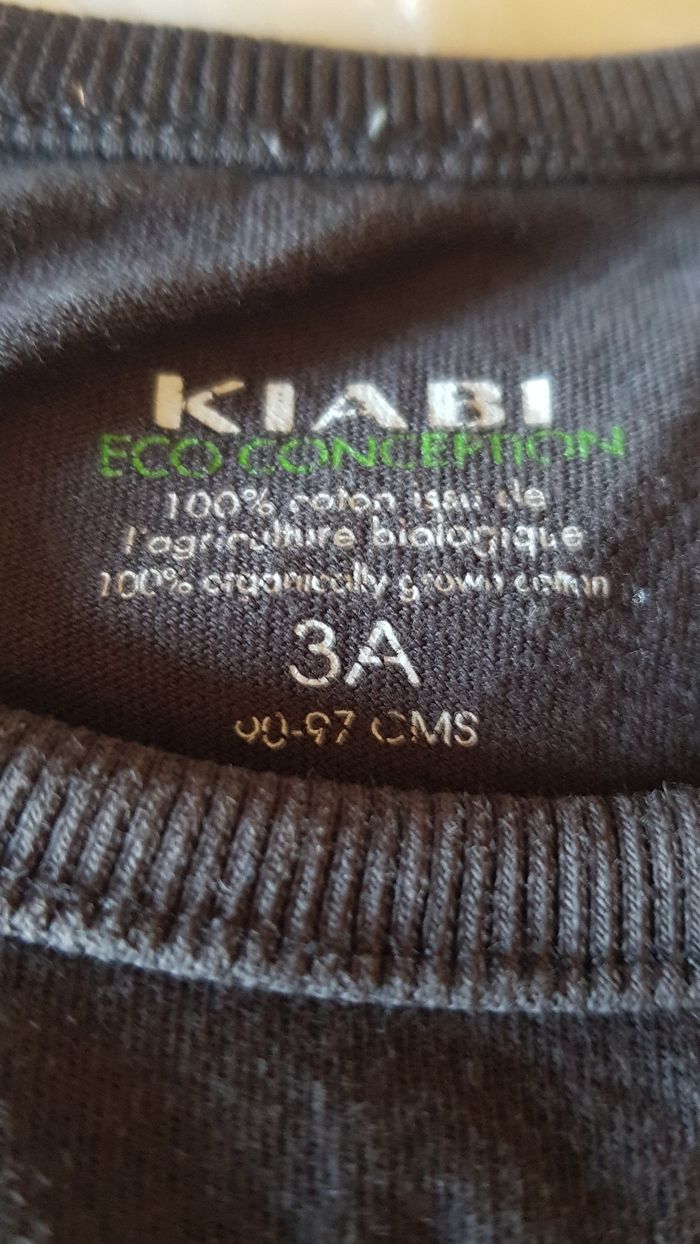 KIABI
ECO CONCEPTION
100% coton issu de
l'agriculture biologique
100% organically grown cotton
3A
90-97 CMS